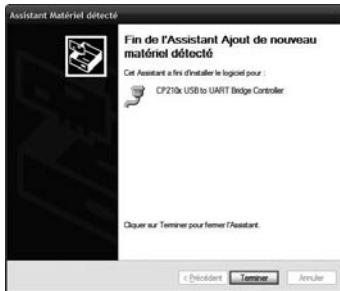 Assistant Matériel détecté
Fin de l'Assistant Ajout de nouveau
matériel détecté
Cet Assistant a fini d'installer le logiciel pour :
CP210x USB to UART Bridge Controller
Cliquer sur Terminer pour fermer l'Assistant.
< Précédent
Terminer
Annuler